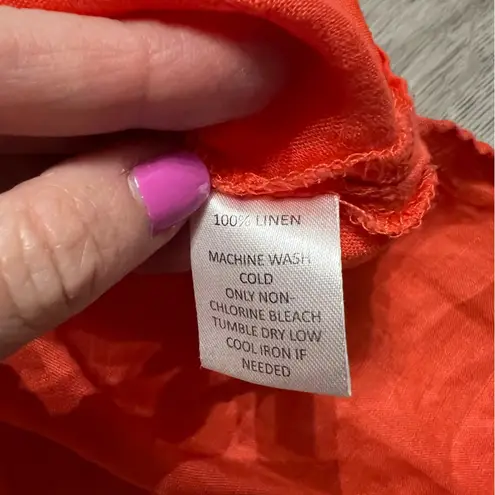 100% LINEN
MACHINE WASH
COLD
ONLY NON-
CHLORINE BLEACH
TUMBLE DRY LOW
COOL IRON IF
NEEDED